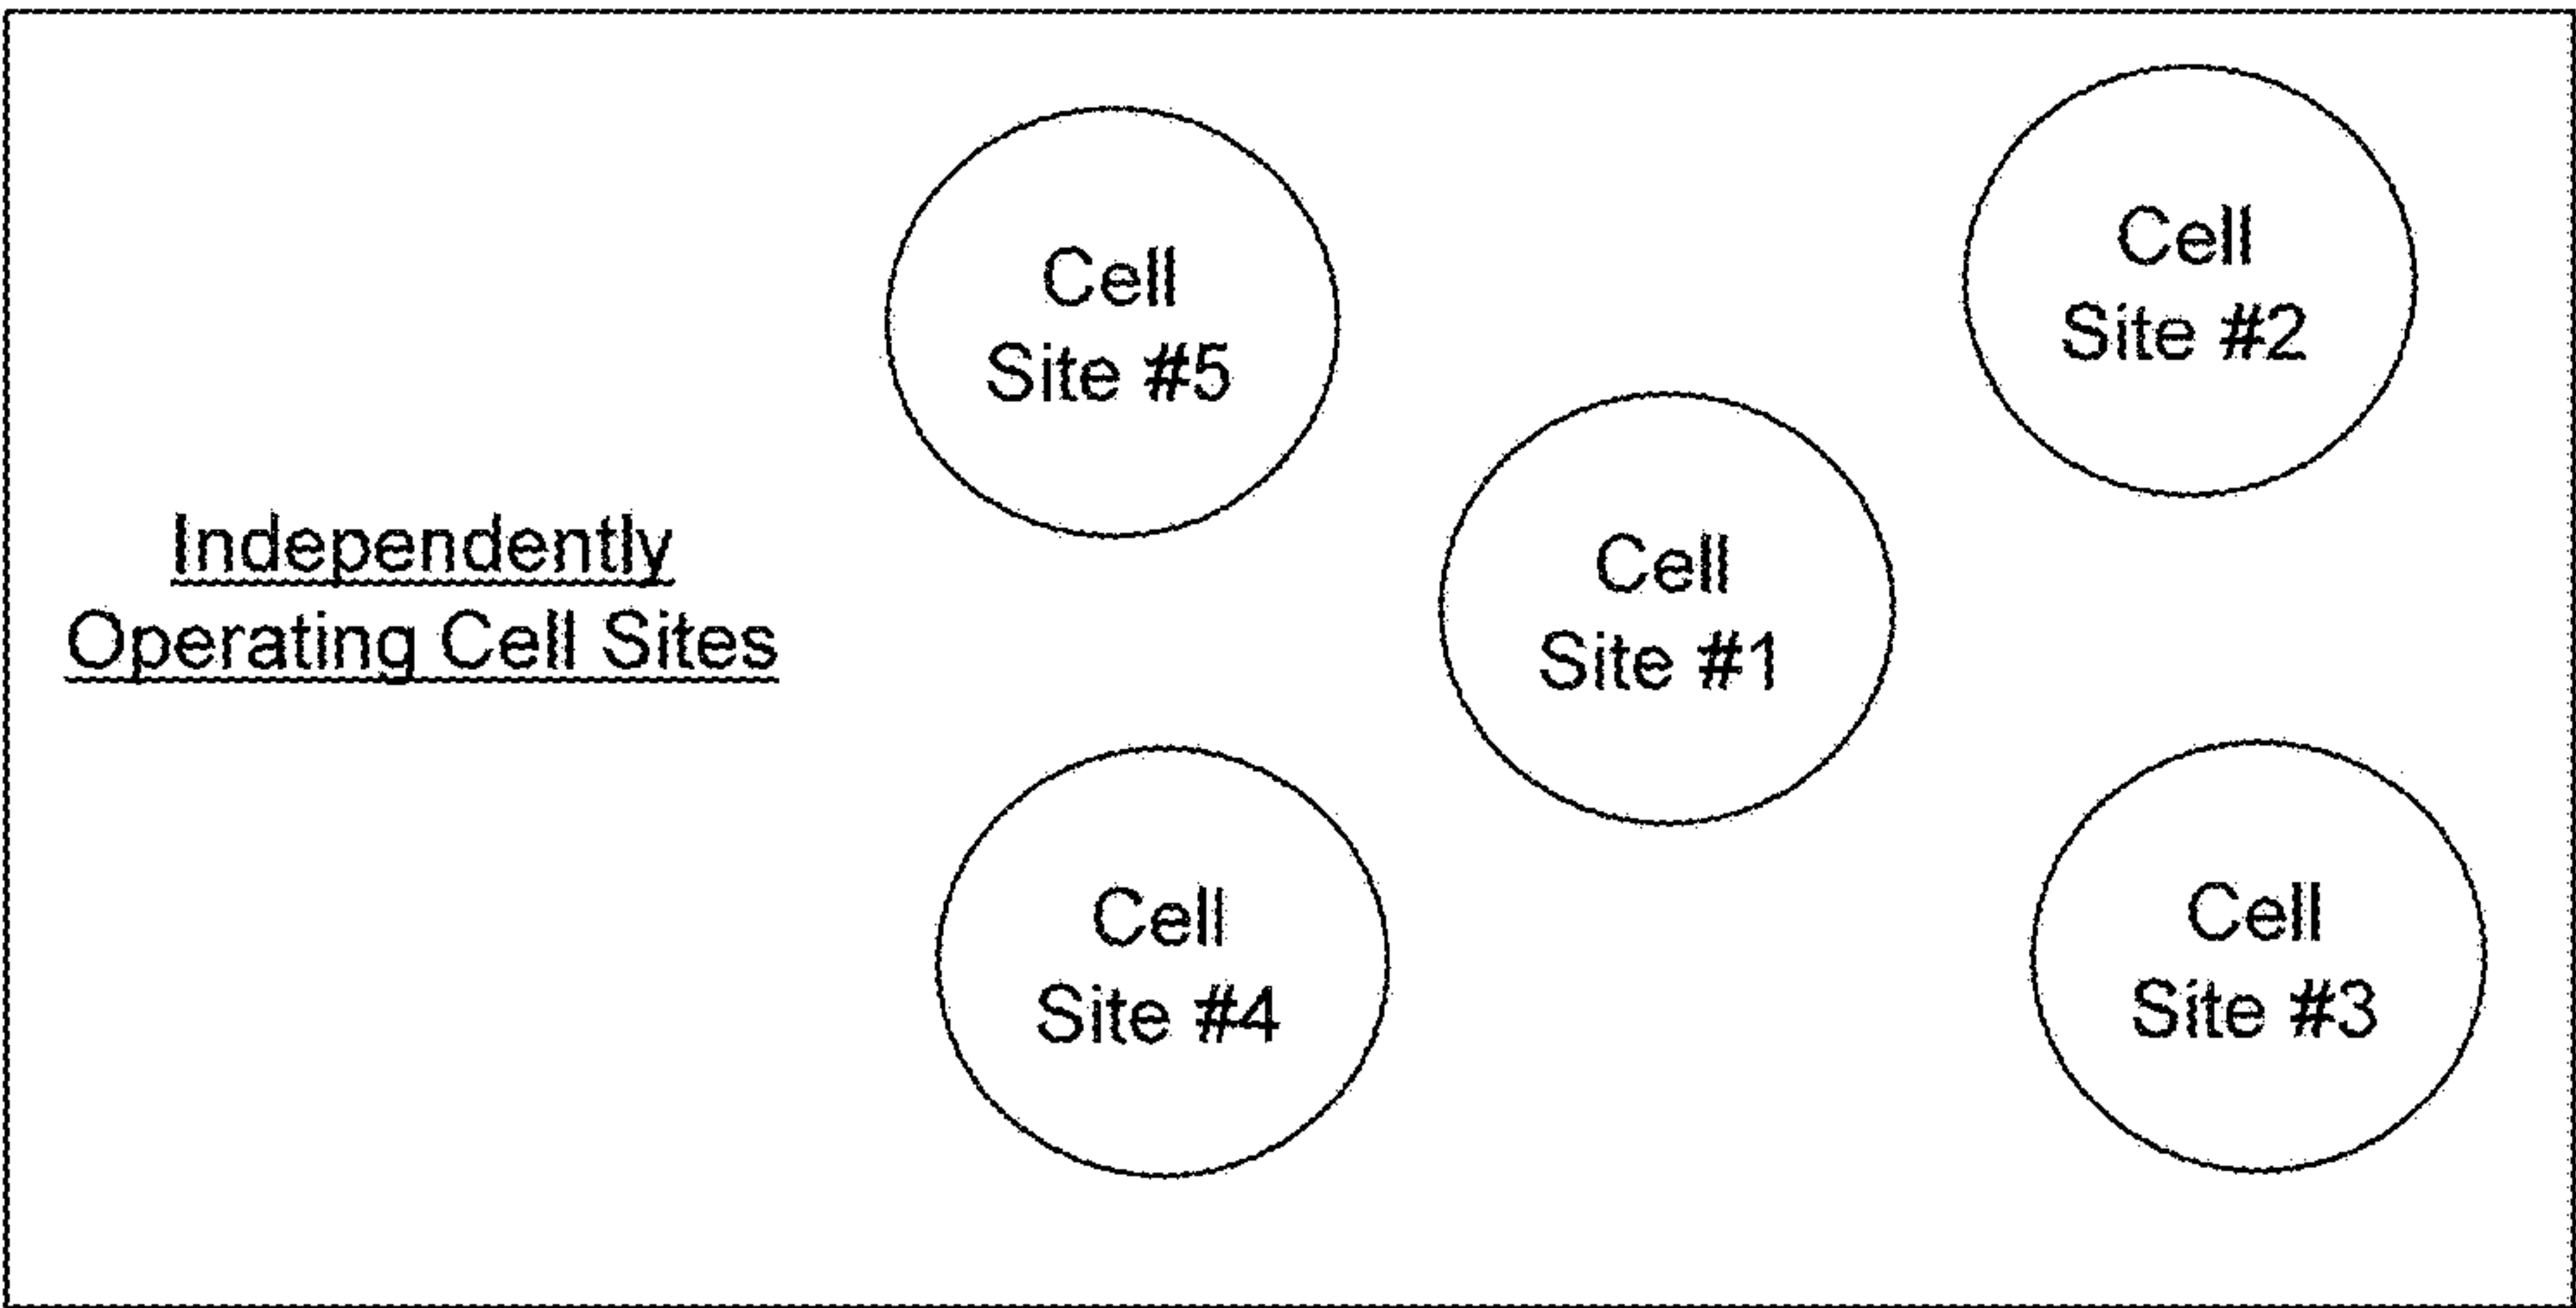 Independently
Operating Cell Sites
Cell
Site #5
Cell
Site #2
Cell
Site #1
Cell
Site #4
Cell
Site #3